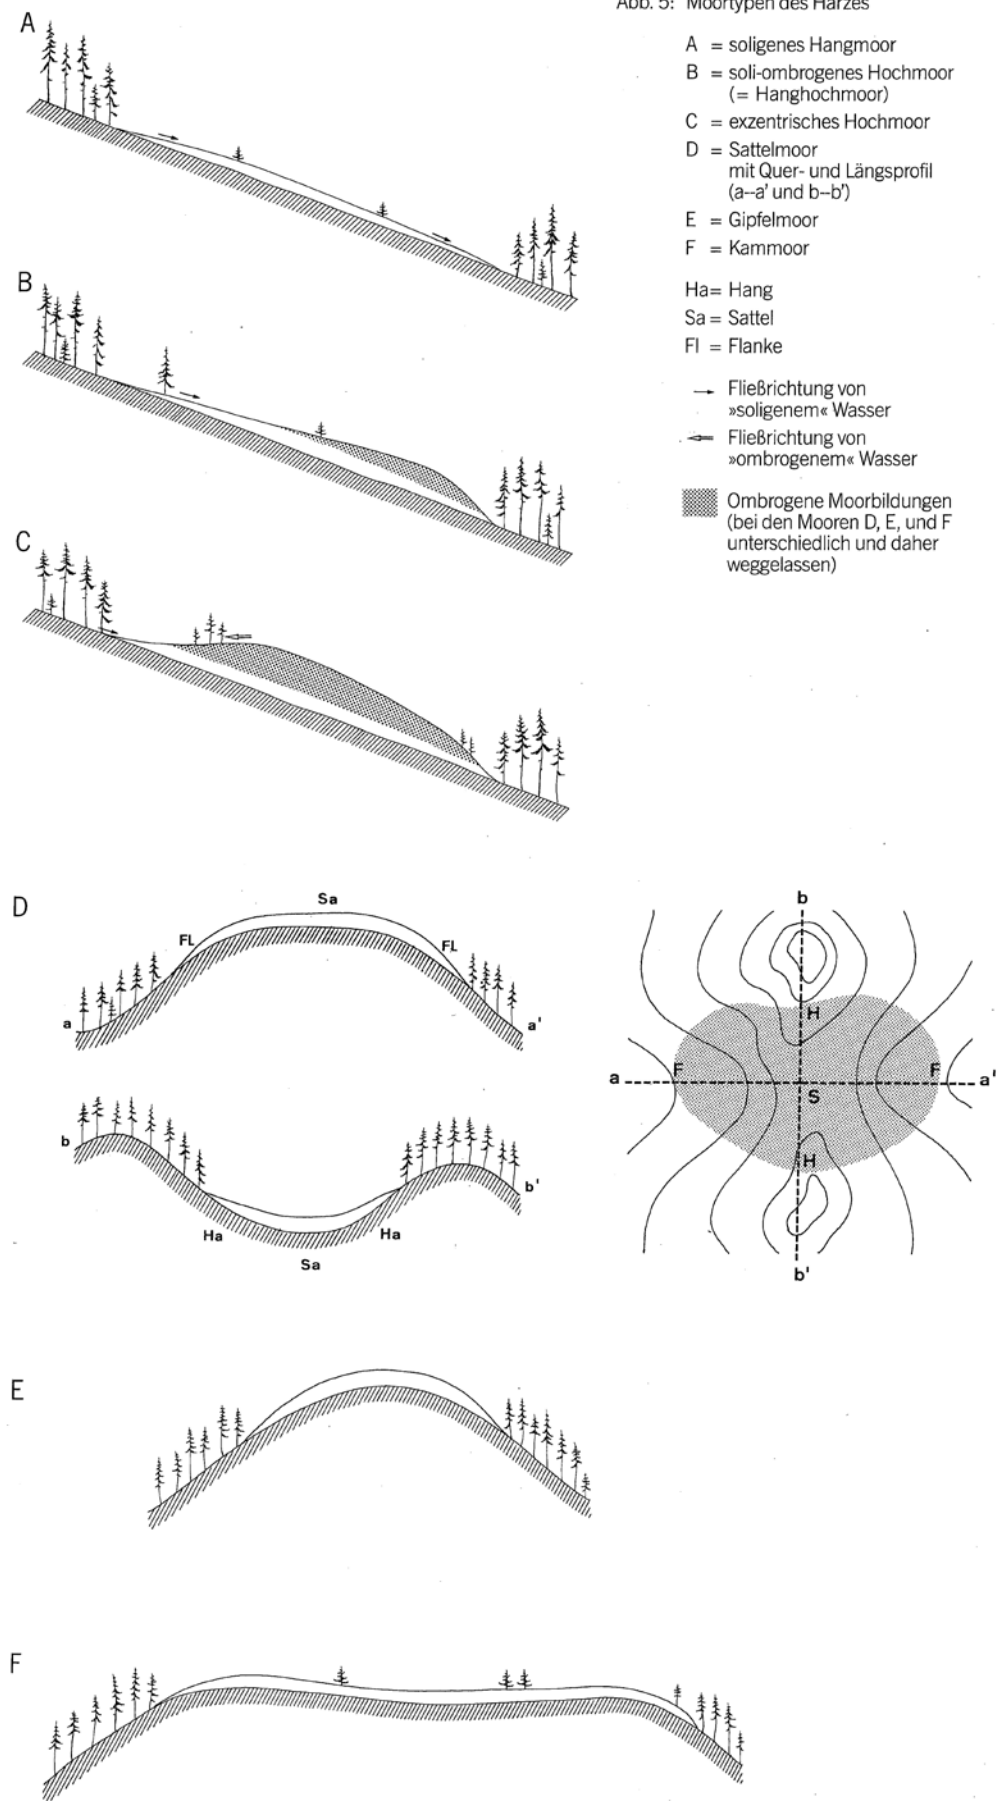 Abb. 5: Moortypen des Harzes
A = soligenes Hangmoor
B = soli-ombrogenes Hochmoor
(= Hanghochmoor)
C = exzentrisches Hochmoor
D = Sattelmoor
mit Quer- und Längsprofil
(a--a' und b--b')
E = Gipfelmoor
F = Kammoor
Ha= Hang
Sa = Sattel
Fl = Flanke
Fließrichtung von
»soligenem« Wasser
Fließrichtung von
»ombrogenem« Wasser
Ombrogene Moorbildungen
(bei den Mooren D, E, und F
unterschiedlich und daher
weggelassen)
A
B
C
D
Sa
FL
FL
a
a'
b
b'
Ha
Ha
Sa
b
H
F
F
a
a'
S
H
b'
E
F